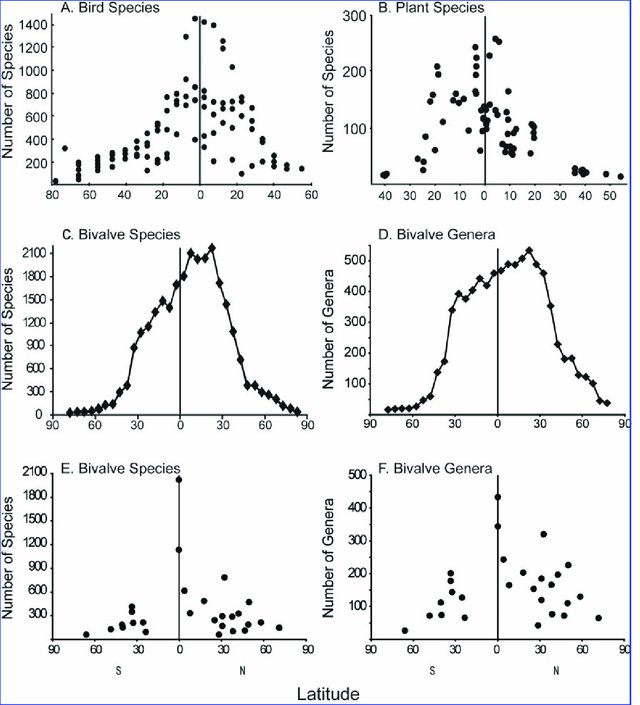 A. Bird Species
B. Plant Species
Number of Species
1400
1200
1000
800
600
400
200
80 60 40 20 0 20 40 60
Number of Species
300
200
100
40 30 20 10 0 10 20 30 40 50
C. Bivalve Species
D. Bivalve Genera
Number of Species
2100
1800
1500
1200
900
600
300
0
90 60 30 0 30 60 90
Number of Genera
500
400
300
200
100
90 60 30 0 30 60 90
E. Bivalve Species
F. Bivalve Genera
Number of Species
2100
1800
1500
1200
900
600
300
90 60 30 0 30 60 90
S N
Number of Genera
500
400
300
200
100
90 60 30 0 30 60 90
S N
Latitude